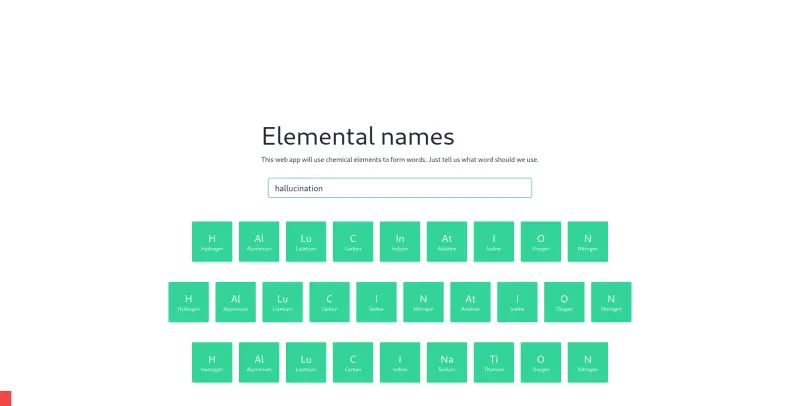 Elemental names
This web app will use chemical elements to form words. Just tell us what word should we use.
hallucination
H Al Lu C In At I O N
Hydrogen Aluminium Lutetium Carbon Indium Astatine Iodine Oxygen Nitrogen
H Al Lu C I N At I O N
Hydrogen Aluminium Lutetium Carbon Iodine Nitrogen Astatine Iodine Oxygen Nitrogen
H Al Lu C I Na Ti O N
Hydrogen Aluminium Lutetium Carbon Iodine Sodium Titanium Oxygen Nitrogen